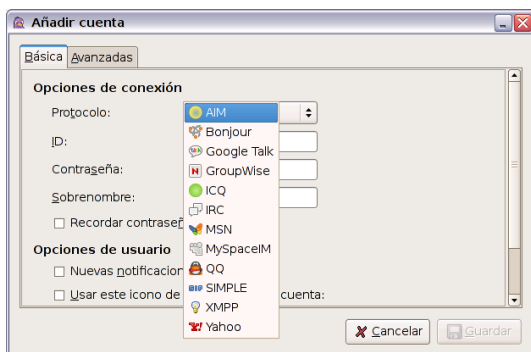 Añadir cuenta
Básica Avanzadas
Opciones de conexión
Protocolo: AIM
Bonjour
ID:
Google Talk
Contraseña: GroupWise
ICQ
Sobrenombre: IRC
Recordar contraseñ
MSN
Opciones de usuario MySpaceIM
Nuevas notificacion QQ
Usar este icono de SIMPLE cuenta:
XMPP
Yahoo
Cancelar Guardar